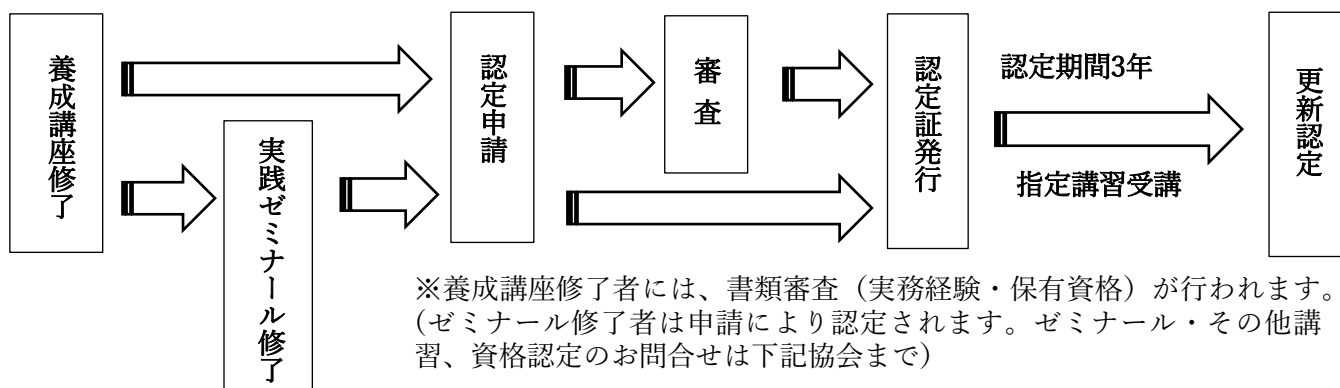 養成講座修了
実践ゼミナール修了
認定申請
審査
認定証発行
認定期間3年
指定講習受講
更新認定
※養成講座修了者には、書類審査（実務経験・保有資格）が行われます。
(ゼミナール修了者は申請により認定されます。ゼミナール・その他講
習、資格認定のお問合せは下記協会まで)